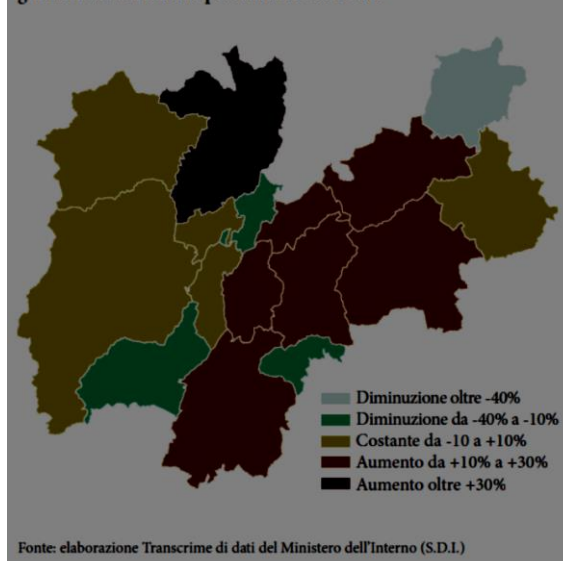 Diminuzione oltre -40%
Diminuzione da -40% a -10%
Costante da -10 a +10%
Aumento da +10% a +30%
Aumento oltre +30%
Fonte: elaborazione Transcrime di dati del Ministero dell'Interno (S.D.I.)